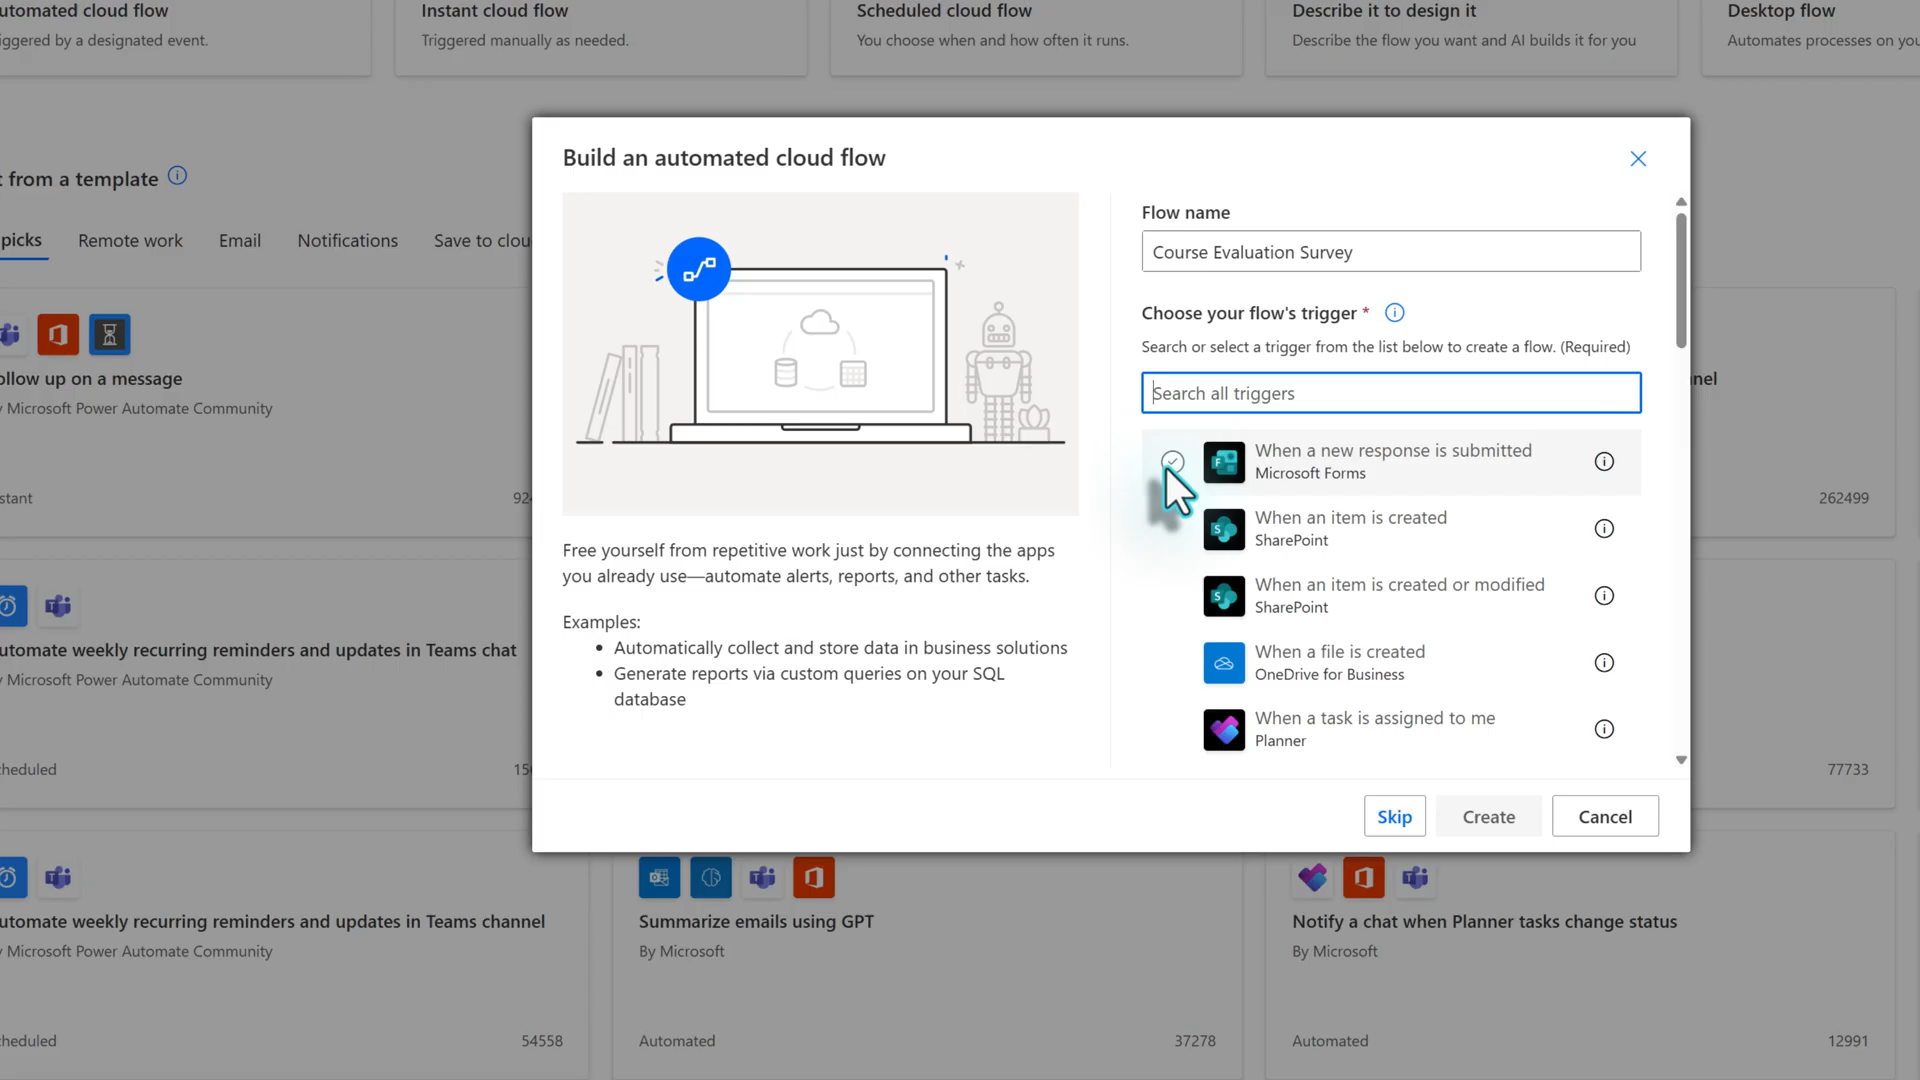 utomated cloud flow
iggered by a designated event.
Instant cloud flow
Triggered manually as needed.
Scheduled cloud flow
You choose when and how often it runs.
Describe it to design it
Describe the flow you want and AI builds it for you
Desktop flow
Automates processes on you
t from a template
picks
Remote work
Email
Notifications
Save to clou
ollow up on a message
y Microsoft Power Automate Community
stant
924
nel
262499
utomate weekly recurring reminders and updates in Teams chat
y Microsoft Power Automate Community
heduled
150
77733
utomate weekly recurring reminders and updates in Teams channel
y Microsoft Power Automate Community
heduled
54558
Summarize emails using GPT
By Microsoft
Automated
37278
Notify a chat when Planner tasks change status
By Microsoft
Automated
12991
Build an automated cloud flow
Free yourself from repetitive work just by connecting the apps
you already use—automate alerts, reports, and other tasks.
Examples:
• Automatically collect and store data in business solutions
• Generate reports via custom queries on your SQL
database
Flow name
Course Evaluation Survey
Choose your flow's trigger *
Search or select a trigger from the list below to create a flow. (Required)
Search all triggers
When a new response is submitted
Microsoft Forms
When an item is created
SharePoint
When an item is created or modified
SharePoint
When a file is created
OneDrive for Business
When a task is assigned to me
Planner
Skip
Create
Cancel